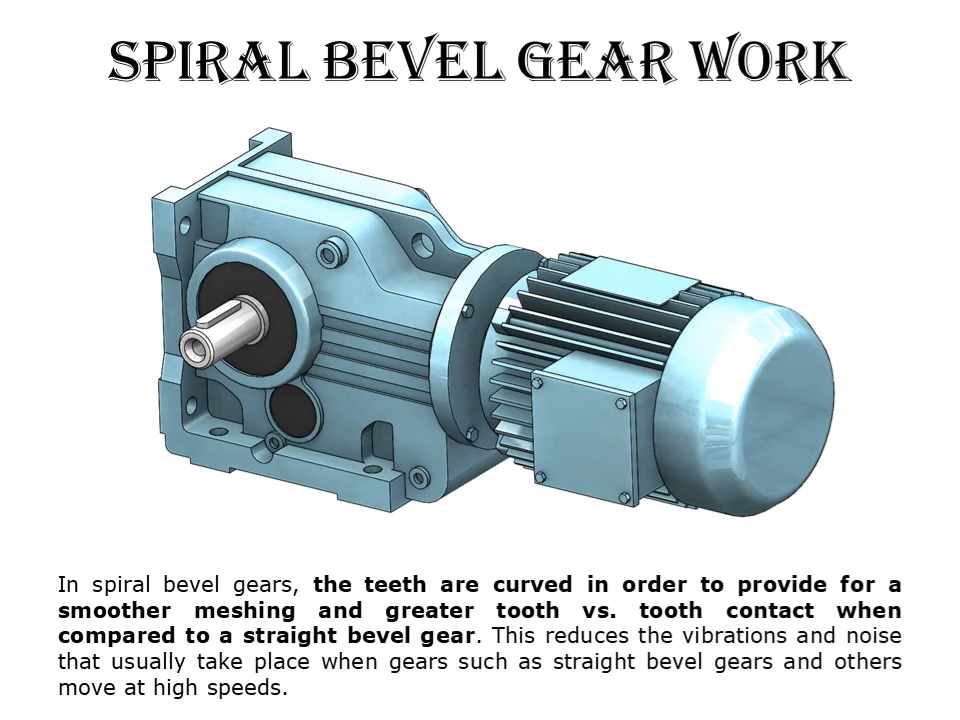 SPIRAL BEVEL GEAR WORK
In spiral bevel gears, the teeth are curved in order to provide for a
smoother meshing and greater tooth vs. tooth contact when
compared to a straight bevel gear. This reduces the vibrations and noise
that usually take place when gears such as straight bevel gears and others
move at high speeds.